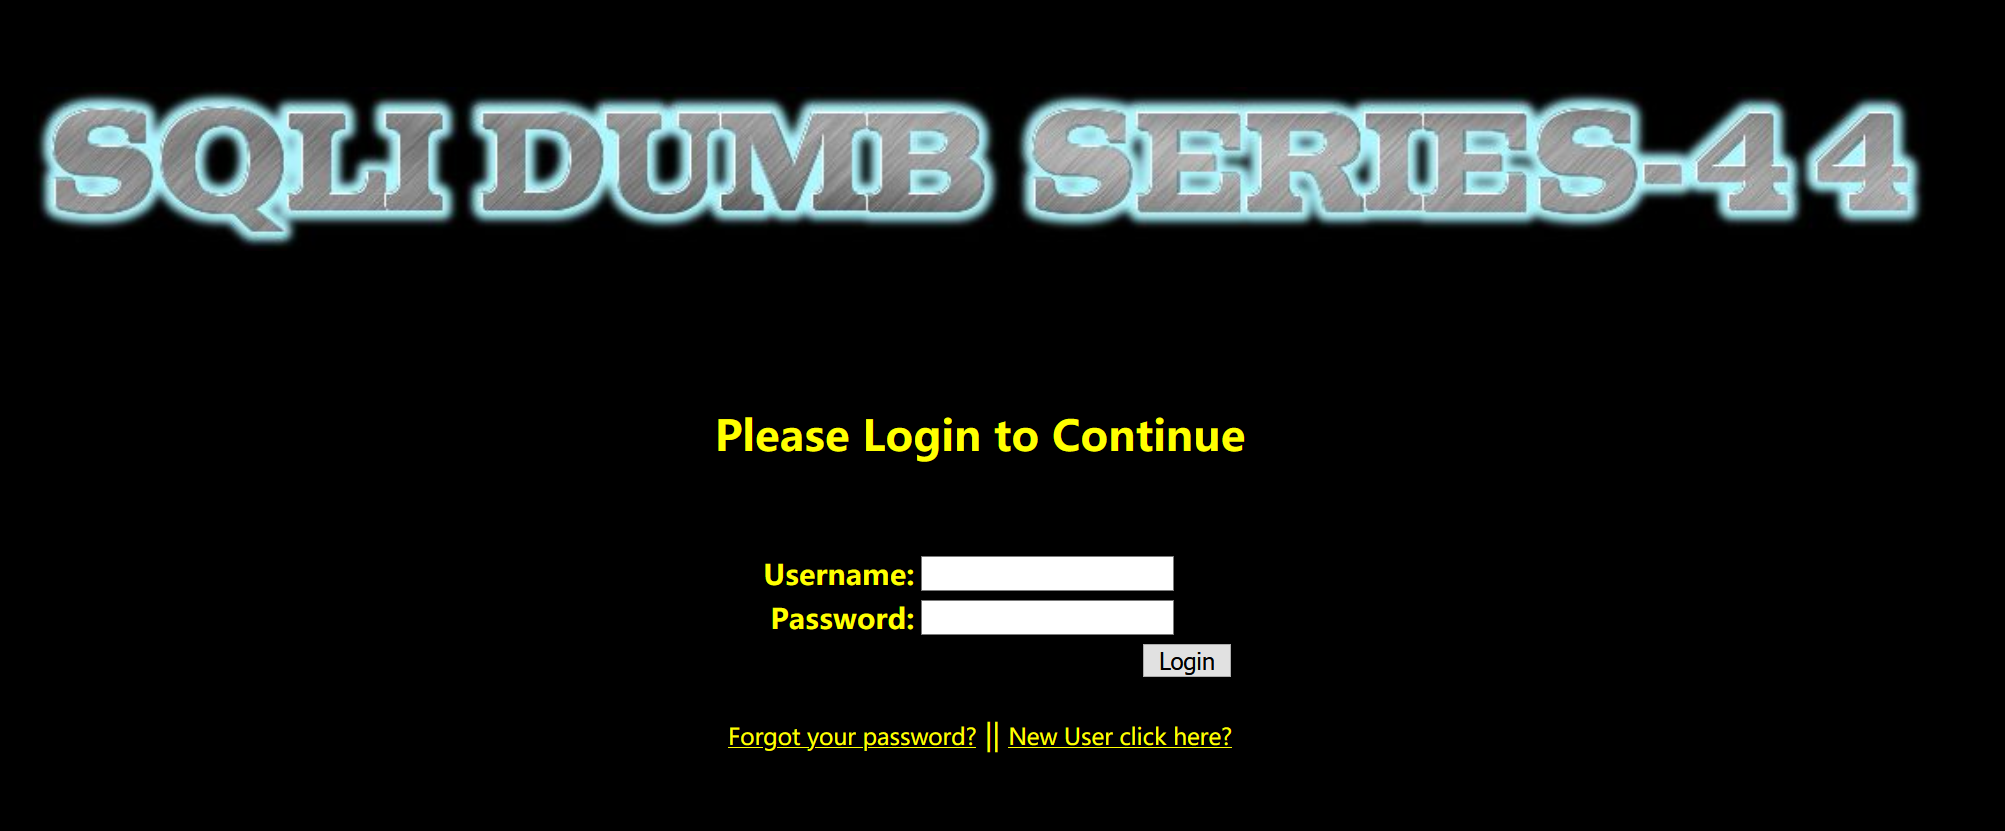 SQLI DUMB SERIES-44
Please Login to Continue
Username:
Password:
Login
Forgot your password? || New User click here?